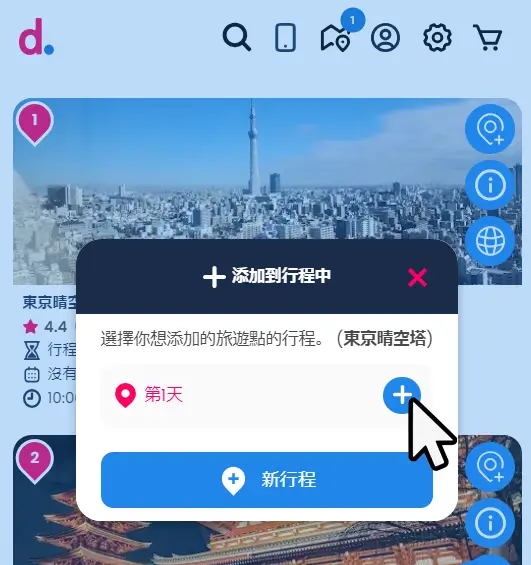 d.
1
1
添加到行程中
選擇你想添加的旅遊點的行程。 (東京晴空塔)
第1天
新行程
東京晴空
4.4
行程
沒有
10:0
2